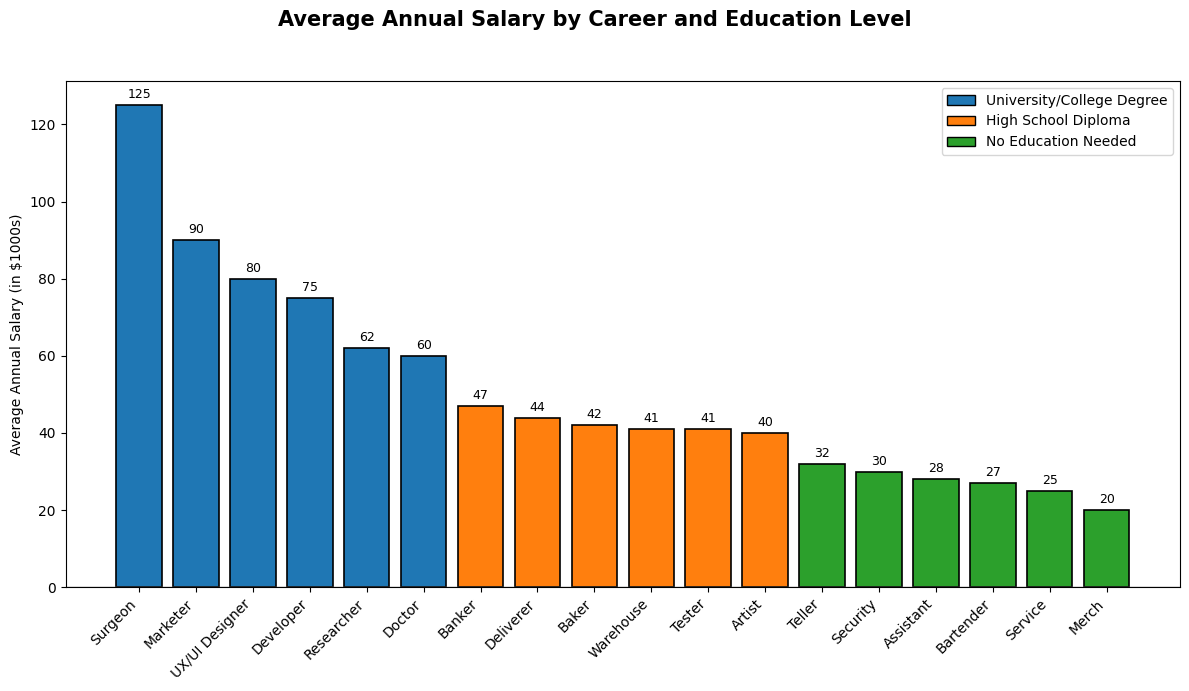 Average Annual Salary by Career and Education Level
University/College Degree
High School Diploma
No Education Needed
Average Annual Salary (in $1000s)
120
100
80
60
40
20
0
125
90
80
75
62
60
47
44
42
41
41
40
32
30
28
27
25
20
Surgeon
Marketer
UX/UI Designer
Developer
Researcher
Doctor
Banker
Deliverer
Baker
Warehouse
Tester
Artist
Teller
Security
Assistant
Bartender
Service
Merch